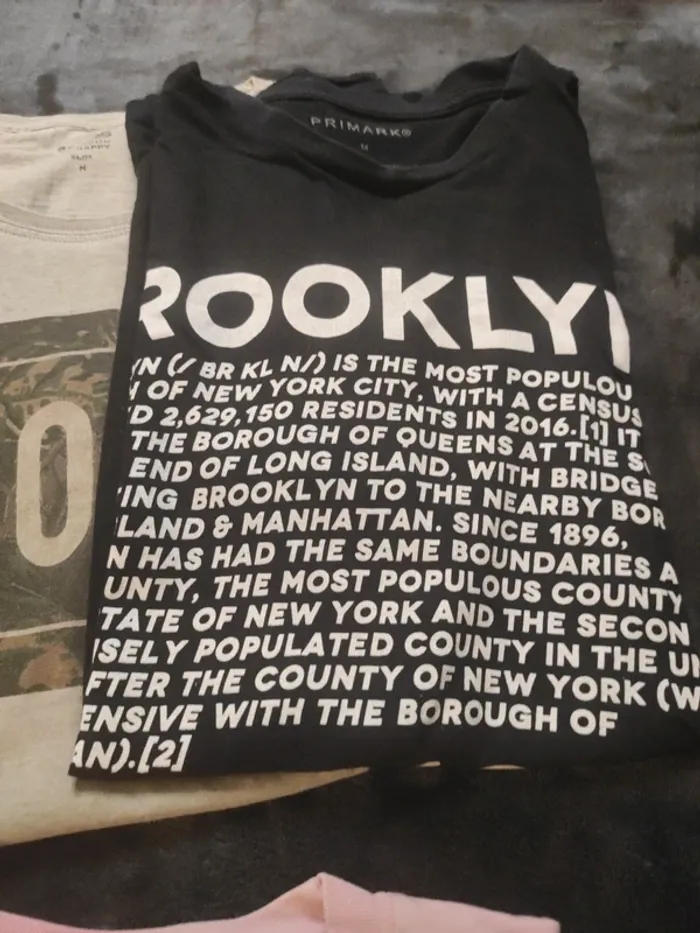 PRIMARK®
M
ROOKLY
YN (/ BR KL N/) IS THE MOST POPULOU
H OF NEW YORK CITY, WITH A CENSUS
D 2,629,150 RESIDENTS IN 2016.[1] IT
THE BOROUGH OF QUEENS AT THE S
END OF LONG ISLAND, WITH BRIDGE
ING BROOKLYN TO THE NEARBY BOR
LAND & MANHATTAN. SINCE 1896,
N HAS HAD THE SAME BOUNDARIES A
UNTY, THE MOST POPULOUS COUNTY
TATE OF NEW YORK AND THE SECON
SELY POPULATED COUNTY IN THE U
FTER THE COUNTY OF NEW YORK (W
ENSIVE WITH THE BOROUGH OF
AN).[2]
HAPPY
M
O